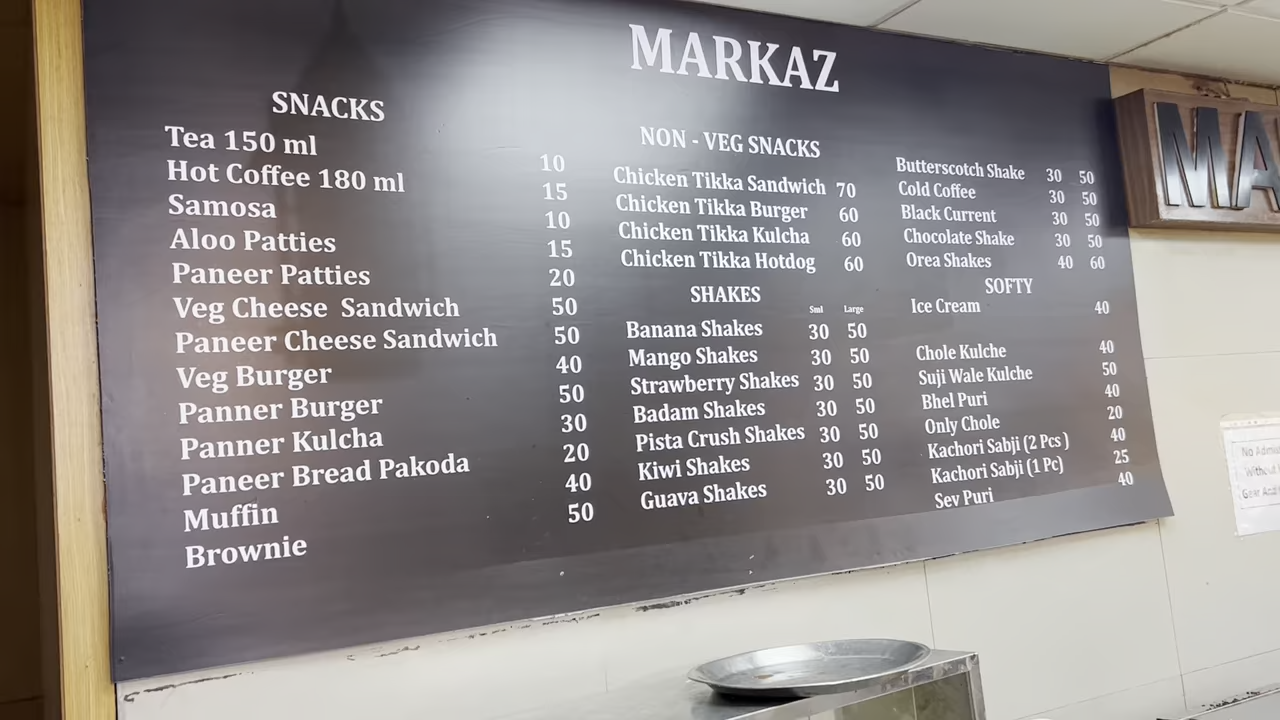 MARKAZ
SNACKS
Tea 150 ml 10
Hot Coffee 180 ml 15
Samosa 10
Aloo Patties 15
Paneer Patties 20
Veg Cheese Sandwich 50
Paneer Cheese Sandwich 50
Veg Burger 40
Panner Burger 50
Panner Kulcha 30
Paneer Bread Pakoda 20
Muffin 40
Brownie 50
NON - VEG SNACKS
Chicken Tikka Sandwich 70
Chicken Tikka Burger 60
Chicken Tikka Kulcha 60
Chicken Tikka Hotdog 60
SHAKES
Sml Large
Banana Shakes 30 50
Mango Shakes 30 50
Strawberry Shakes 30 50
Badam Shakes 30 50
Pista Crush Shakes 30 50
Kiwi Shakes 30 50
Guava Shakes 30 50
Butterscotch Shake 30 50
Cold Coffee 30 50
Black Current 30 50
Chocolate Shake 30 50
Orea Shakes 40 60
SOFTY
Ice Cream 40
Chole Kulche 40
Suji Wale Kulche 50
Bhel Puri 40
Only Chole 20
Kachori Sabji (2 Pcs ) 40
Kachori Sabji (1 Pc) 25
Sev Puri 40
MA
No
Without
Gear And